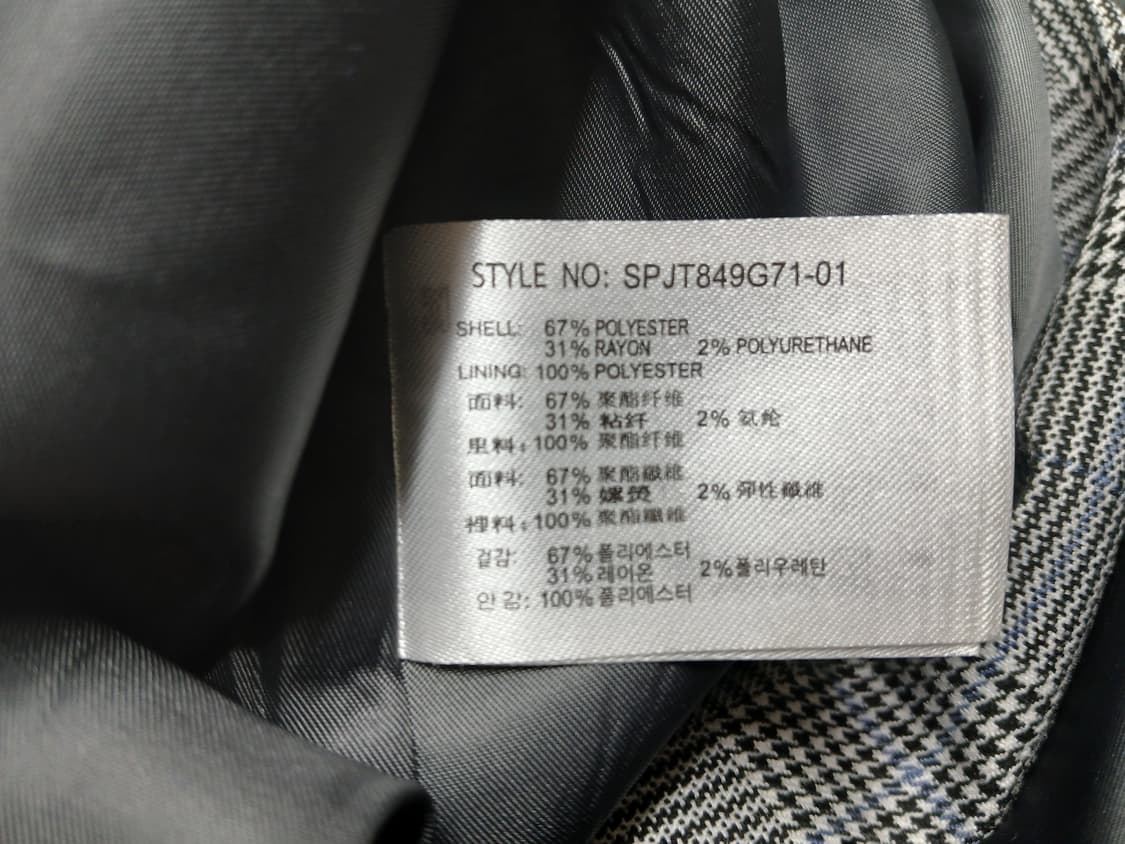 STYLE NO: SPJT849G71-01
SHELL: 67% POLYESTER
31% RAYON 2% POLYURETHANE
LINING: 100% POLYESTER
面料: 67% 聚酯纤维
31% 粘纤 2% 氨纶
里料: 100% 聚酯纤维
面料: 67% 聚酯纖維
31% 嫘熒 2% 彈性纖維
裡料: 100% 聚酯纖維
겉감: 67% 폴리에스터
31% 레이온 2% 폴리우레탄
안감: 100% 폴리에스터